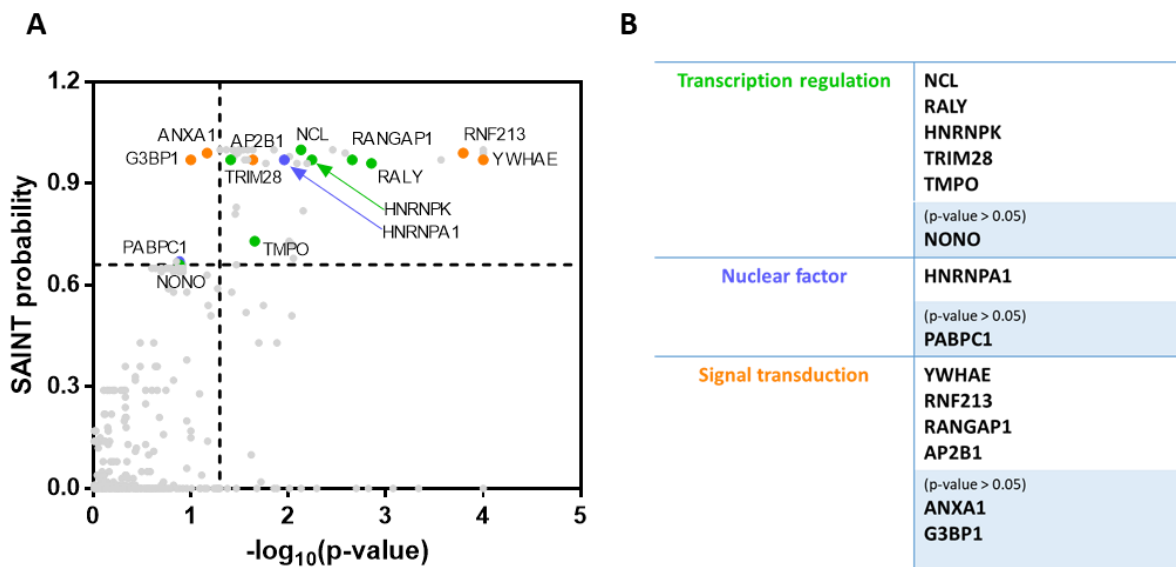 A
SAINT probability
1.2
0.9
0.6
0.3
0.0
0
1
2
3
4
5
-log10(p-value)
ANXA1
G3BP1
AP2B1
TRIM28
NCL
RANGAP1
RALY
RNF213
YWHAE
HNRNPK
HNRNPA1
TMPO
PABPC1
NONO
B
Transcription regulation
NCL
RALY
HNRNPK
TRIM28
TMPO
(p-value > 0.05)
NONO
Nuclear factor
HNRNPA1
(p-value > 0.05)
PABPC1
Signal transduction
YWHAE
RNF213
RANGAP1
AP2B1
(p-value > 0.05)
ANXA1
G3BP1